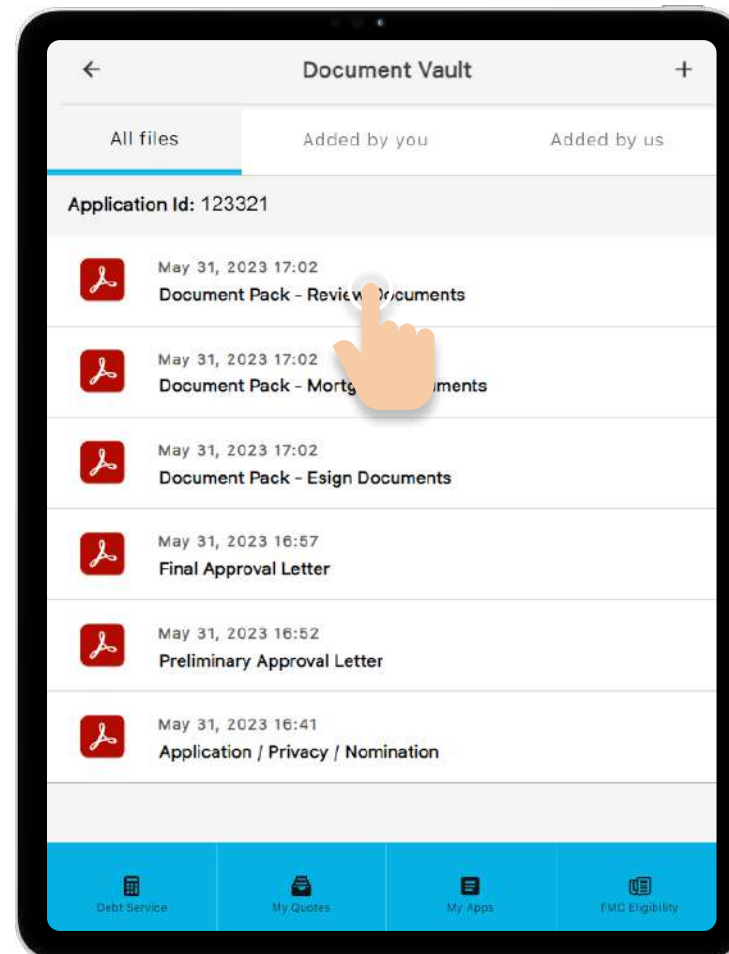 Document Vault
All files
Added by you
Added by us
Application Id: 123321
May 31, 2023 17:02
Document Pack - Review Documents
May 31, 2023 17:02
Document Pack -
May 31, 2023 17:02
Document Pack - Esign Documents
May 31, 2023 16:57
Final Approval Letter
May 31, 2023 16:52
Preliminary Approval Letter
May 31, 2023 16:41
Application / Privacy / Nomination
Debt Service
My Quotes
My Apps
FMC Eligibility